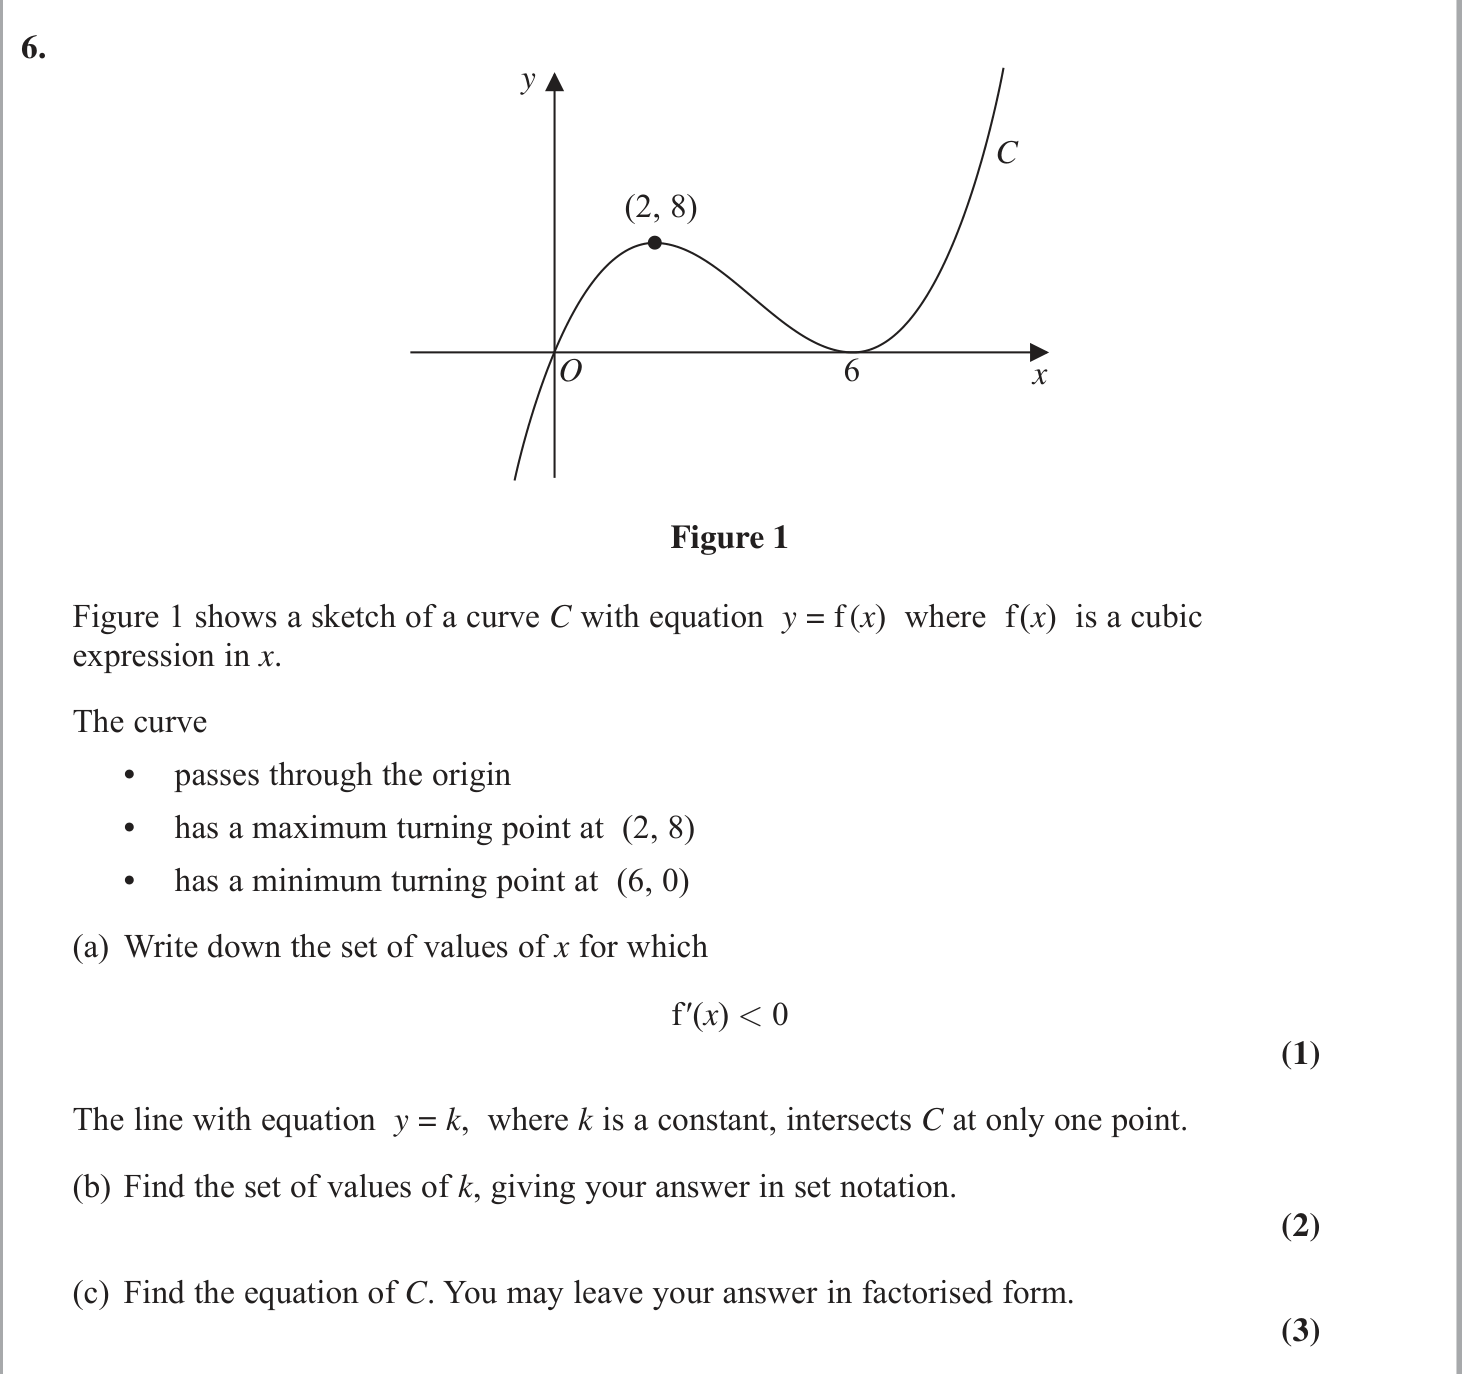 6.
y
C
(2, 8)
O
6
x
Figure 1
Figure 1 shows a sketch of a curve C with equation y = f(x) where f(x) is a cubic
expression in x.
The curve
• passes through the origin
• has a maximum turning point at (2, 8)
• has a minimum turning point at (6, 0)
(a) Write down the set of values of x for which
f′(x) < 0
(1)
The line with equation y = k, where k is a constant, intersects C at only one point.
(b) Find the set of values of k, giving your answer in set notation.
(2)
(c) Find the equation of C. You may leave your answer in factorised form.
(3)